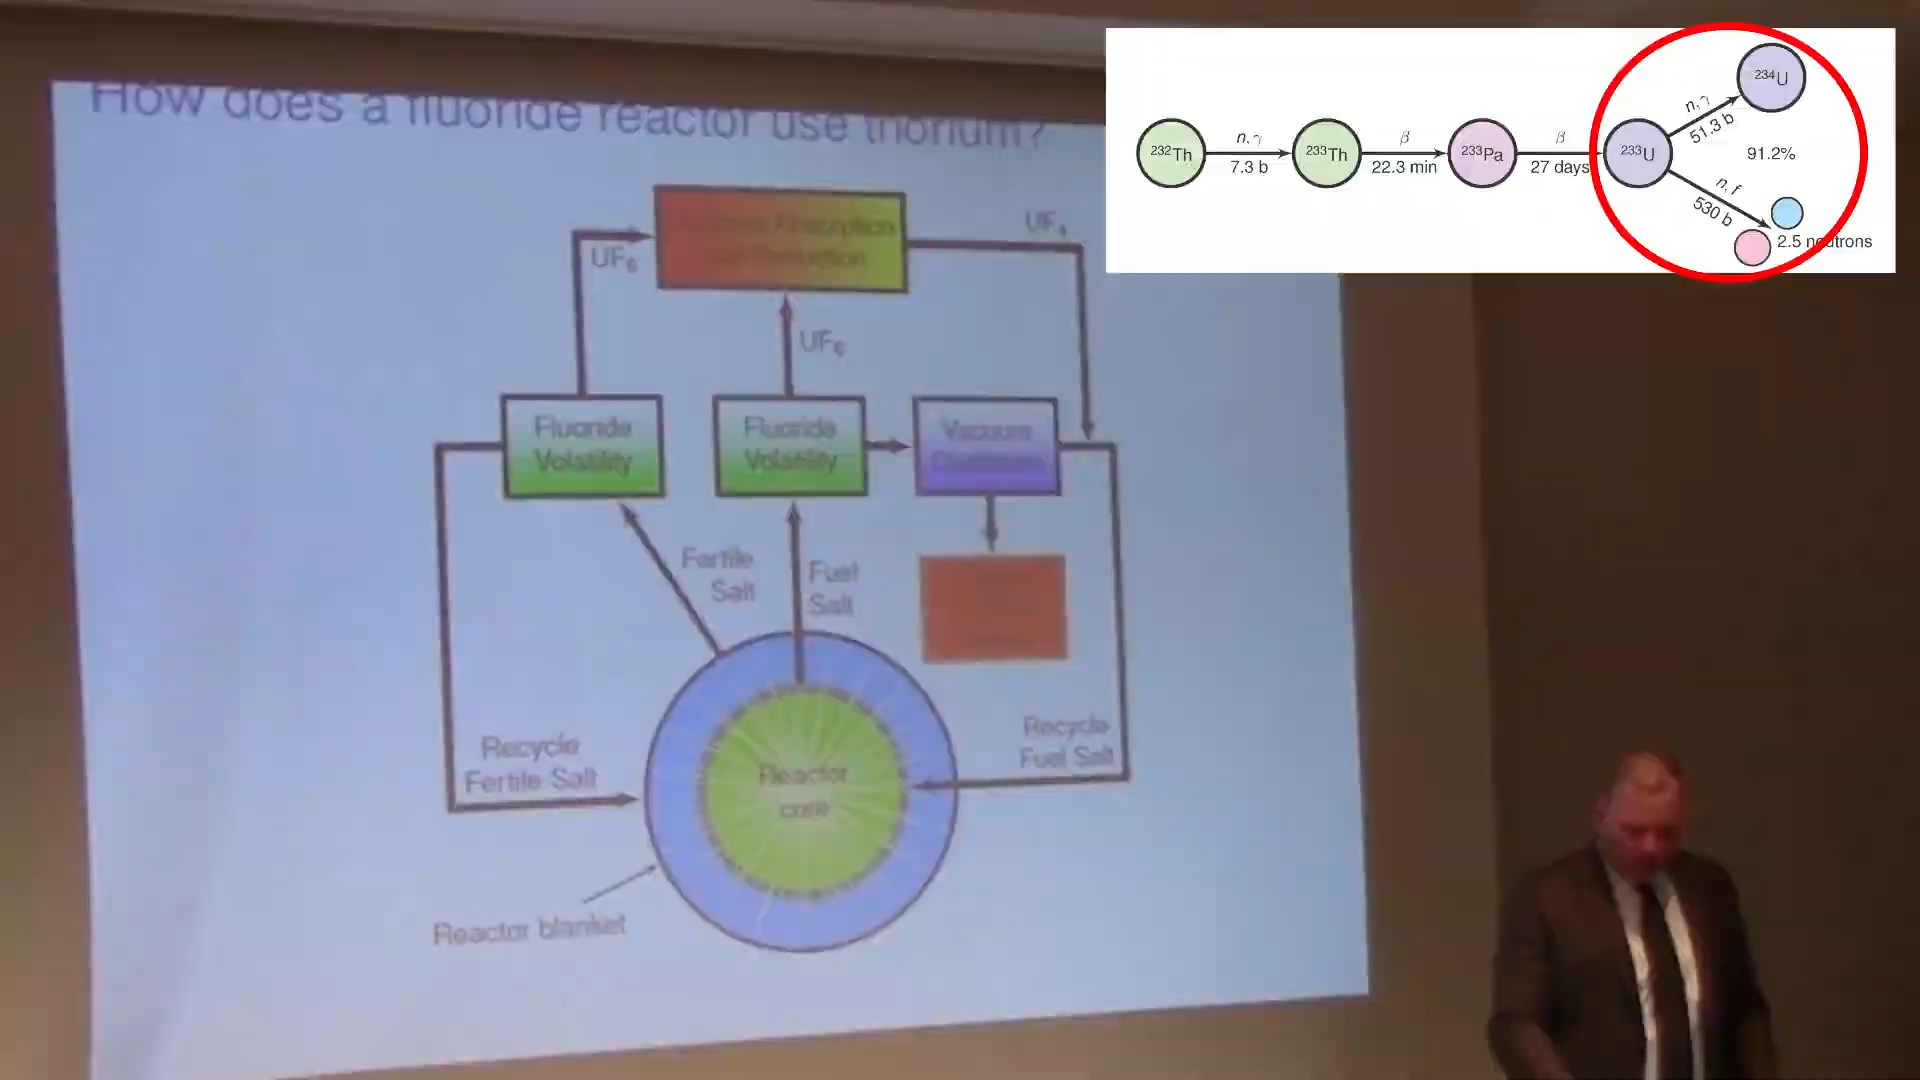 How does a fluoride reactor use thorium?
UF₆
Absorption
UF₄
UF₆
Fluoride
Volatility
Fluoride
Volatility
Vacuum
Fertile
Salt
Fuel
Salt
Recycle
Fertile Salt
Reactor
core
Recycle
Fuel Salt
Reactor blanket
²³²Th
n,γ
7.3 b
²³³Th
β
22.3 min
²³³Pa
β
27 days
²³³U
n,γ
51.3 b
²³⁴U
91.2%
n,f
530 b
2.5 neutrons